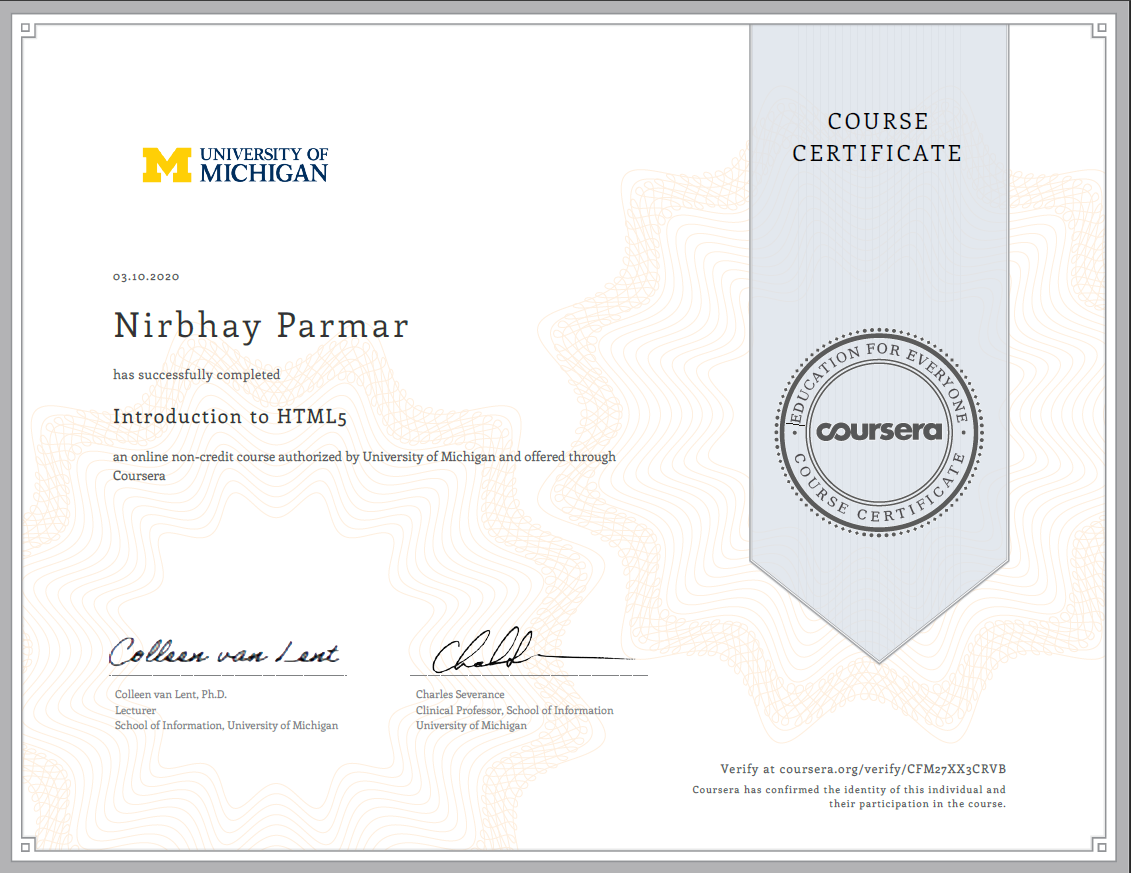 COURSE
CERTIFICATE
UNIVERSITY OF
MICHIGAN
03.10.2020
Nirbhay Parmar
has successfully completed
Introduction to HTML5
an online non-credit course authorized by University of Michigan and offered through
Coursera
EDUCATION FOR EVERYONE
coursera
COURSE CERTIFICATE
Colleen van Lent
Colleen van Lent, Ph.D.
Lecturer
School of Information, University of Michigan
Charles Severance
Clinical Professor, School of Information
University of Michigan
Verify at coursera.org/verify/CFM27XX3CRVB
Coursera has confirmed the identity of this individual and
their participation in the course.